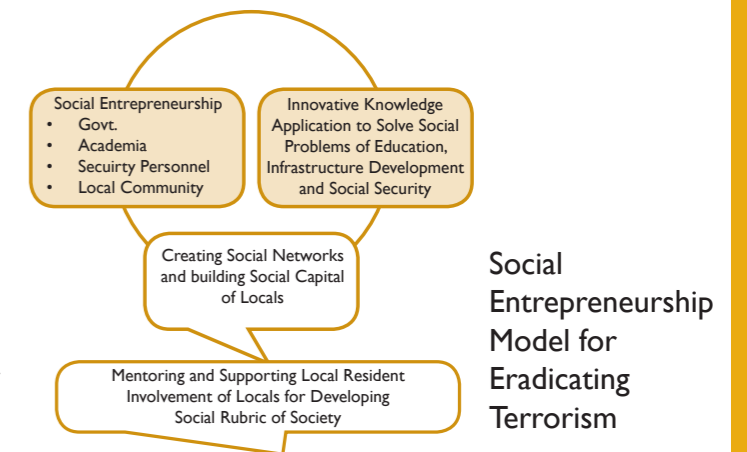 Social Entrepreneurship
• Govt.
• Academia
• Secuirty Personnel
• Local Community
Innovative Knowledge
Application to Solve Social
Problems of Education,
Infrastructure Development
and Social Security
Creating Social Networks
and building Social Capital
of Locals
Mentoring and Supporting Local Resident
Involvement of Locals for Developing
Social Rubric of Society
Social
Entrepreneurship
Model for
Eradicating
Terrorism